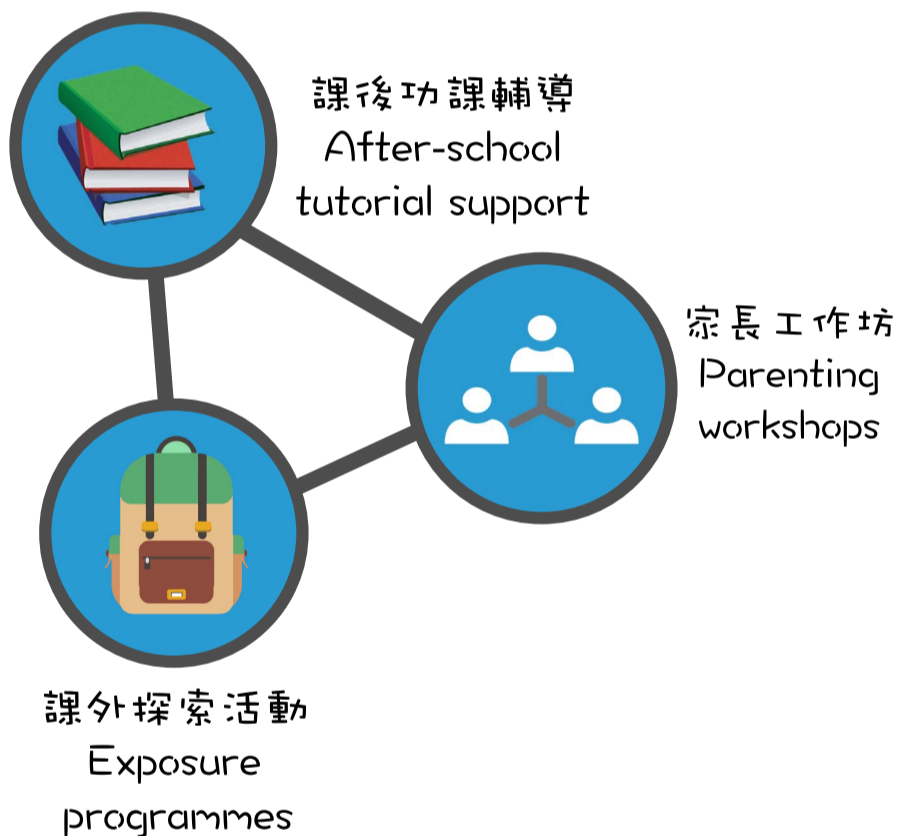 課後功課輔導
After-school
tutorial support
家長工作坊
Parenting
workshops
課外探索活動
Exposure
programmes